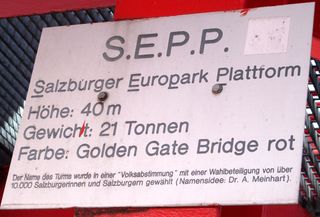 S.E.P.P.
Salzburger Europark Plattform
Höhe: 40 m
Gewicht: 21 Tonnen
Farbe: Golden Gate Bridge rot
Der Name des Turms wurde in einer "Volksabstimmung" mit einer Wahlbeteiligung von über
10.000 Salzburgerinnen und Salzburgern gewählt (Namensidee: Dr. A. Meinhart).